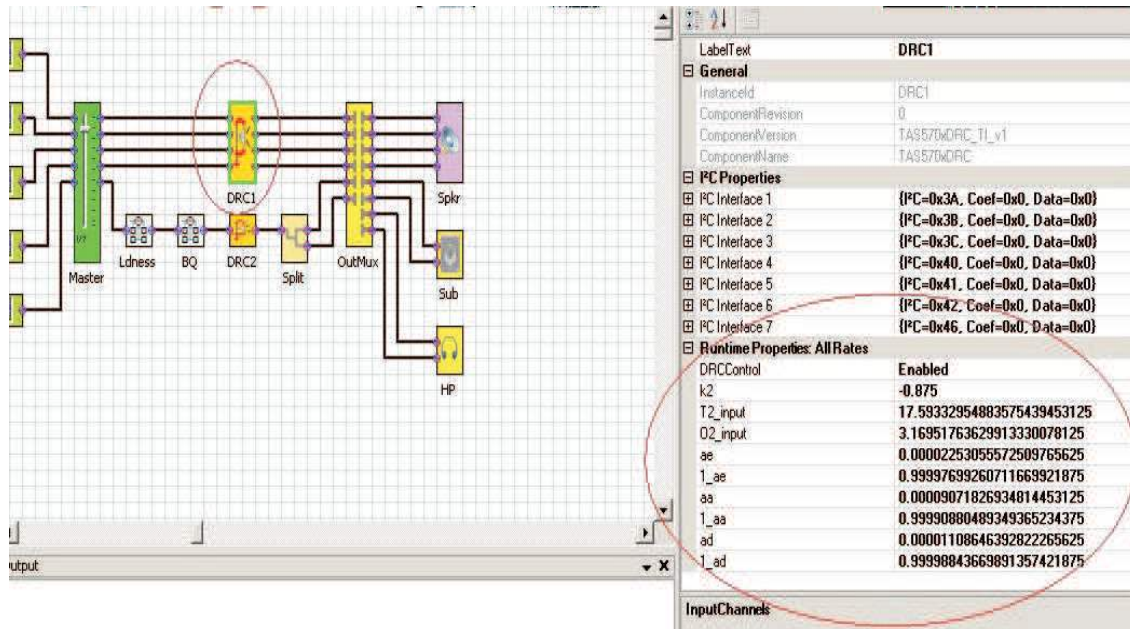 LabelText DRC1
General
InstanceId DRC1
ComponentRevision 0
ComponentVersion TAS570xDRC_TI_v1
ComponentName TAS570xDRC
I²C Properties
I²C Interface 1 {I²C=0x3A, Coef=0x0, Data=0x0}
I²C Interface 2 {I²C=0x3B, Coef=0x0, Data=0x0}
I²C Interface 3 {I²C=0x3C, Coef=0x0, Data=0x0}
I²C Interface 4 {I²C=0x40, Coef=0x0, Data=0x0}
I²C Interface 5 {I²C=0x41, Coef=0x0, Data=0x0}
I²C Interface 6 {I²C=0x42, Coef=0x0, Data=0x0}
I²C Interface 7 {I²C=0x46, Coef=0x0, Data=0x0}
Runtime Properties: All Rates
DRCControl Enabled
k2 -0.875
T2_input 17.59332954883575439453125
O2_input 3.16951763629913330078125
ae 0.00002253055572509765625
1_ae 0.99997699260711669921875
aa 0.00009071826934814453125
1_aa 0.99990880489349365234375
ad 0.00001108646392822265625
1_ad 0.99998843669891357421875
InputChannels
DRC1
Spkr
Master
Ldness
BQ
DRC2
Split
OutMux
Sub
HP
utput